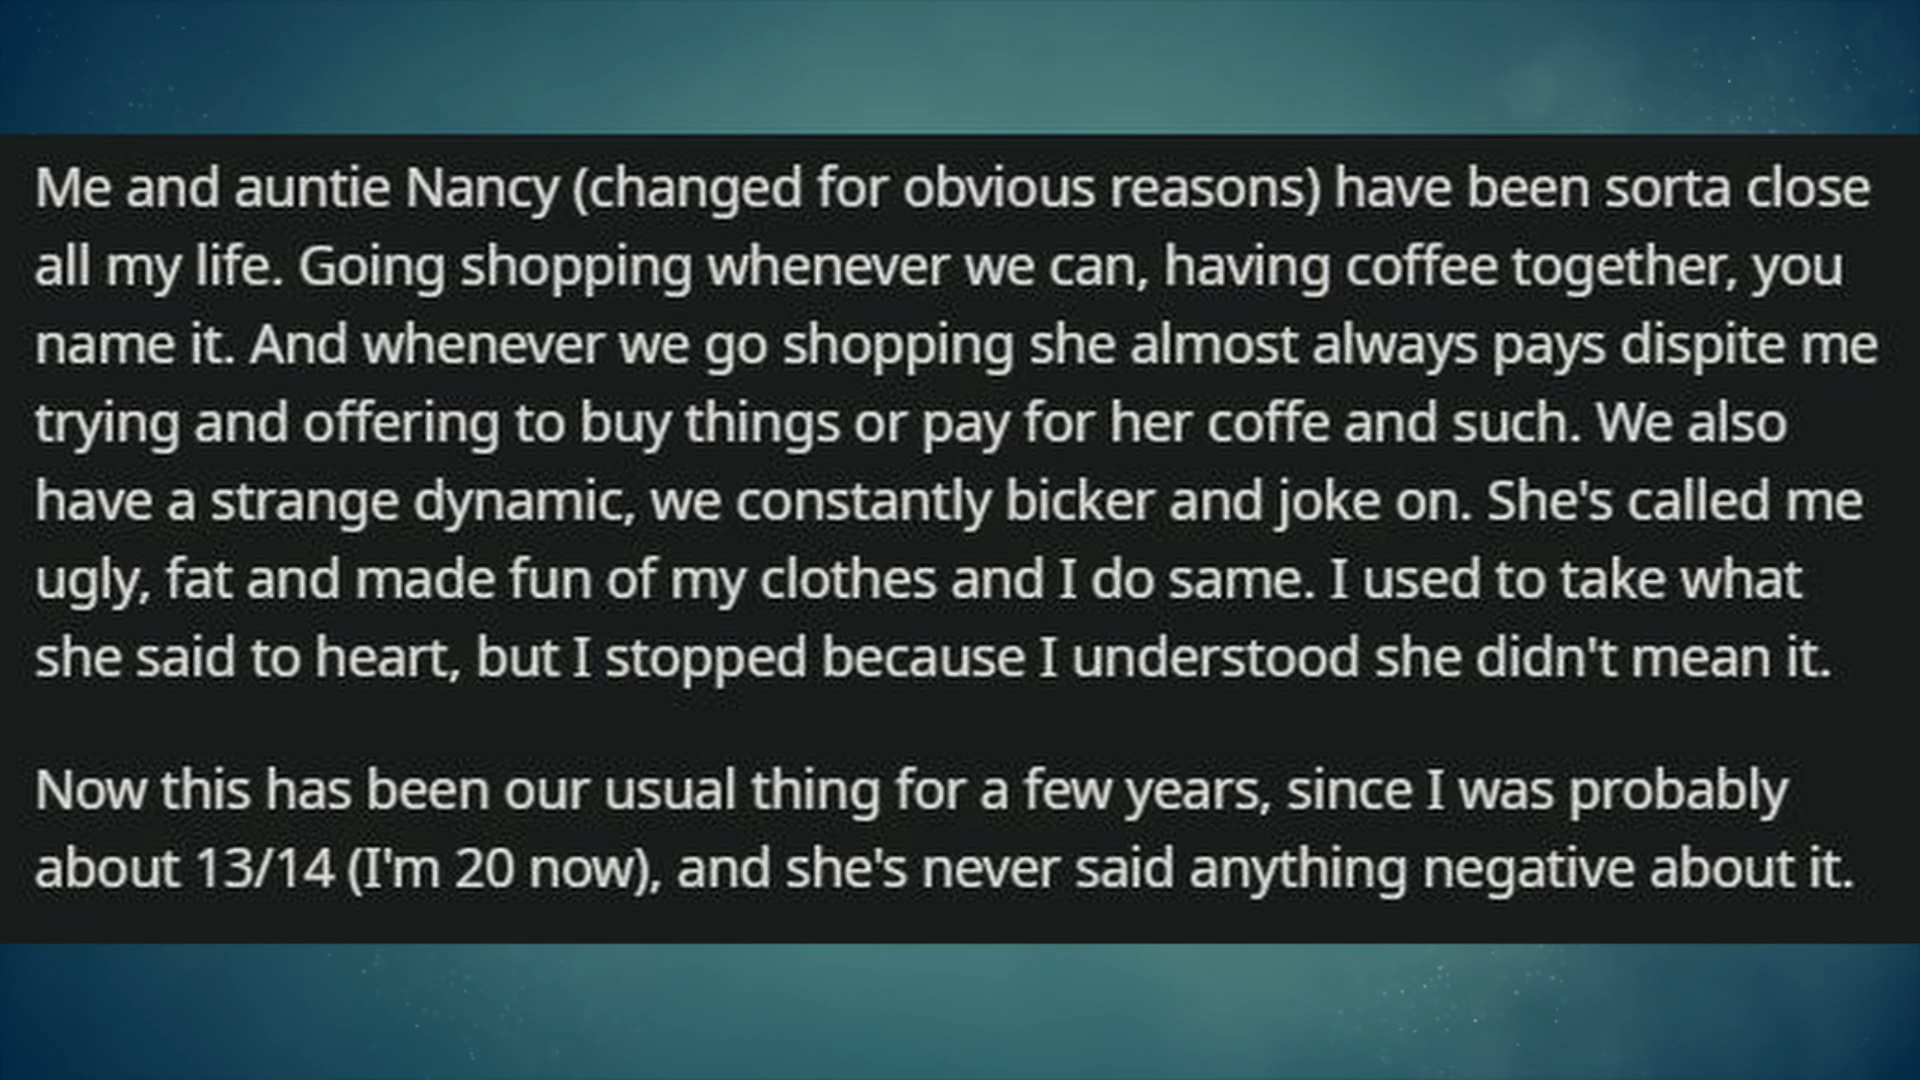 Me and auntie Nancy (changed for obvious reasons) have been sorta close
all my life. Going shopping whenever we can, having coffee together, you
name it. And whenever we go shopping she almost always pays dispite me
trying and offering to buy things or pay for her coffe and such. We also
have a strange dynamic, we constantly bicker and joke on. She's called me
ugly, fat and made fun of my clothes and I do same. I used to take what
she said to heart, but I stopped because I understood she didn't mean it.
Now this has been our usual thing for a few years, since I was probably
about 13/14 (I'm 20 now), and she's never said anything negative about it.